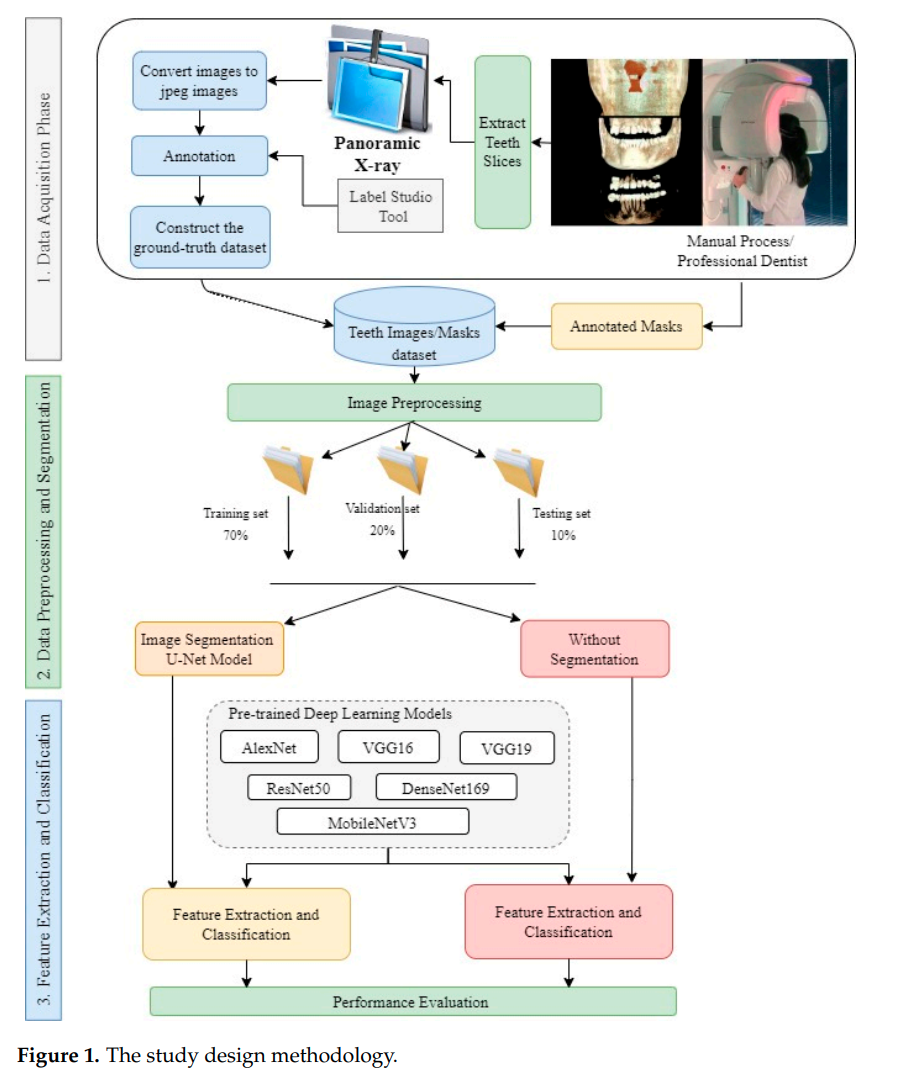 1. Data Acquisition Phase
Convert images to
jpeg images
Annotation
Construct the
ground-truth dataset
Panoramic
X-ray
Label Studio
Tool
Extract
Teeth
Slices
Manual Process/
Professional Dentist
Teeth Images/Masks
dataset
Annotated Masks
2. Data Preprocessing and Segmentation
Image Preprocessing
Training set
70%
Validation set
20%
Testing set
10%
Image Segmentation
U-Net Model
Without
Segmentation
3. Feature Extraction and Classification
Pre-trained Deep Learning Models
AlexNet
VGG16
VGG19
ResNet50
DenseNet169
MobileNetV3
Feature Extraction and
Classification
Feature Extraction and
Classification
Performance Evaluation
Figure 1. The study design methodology.